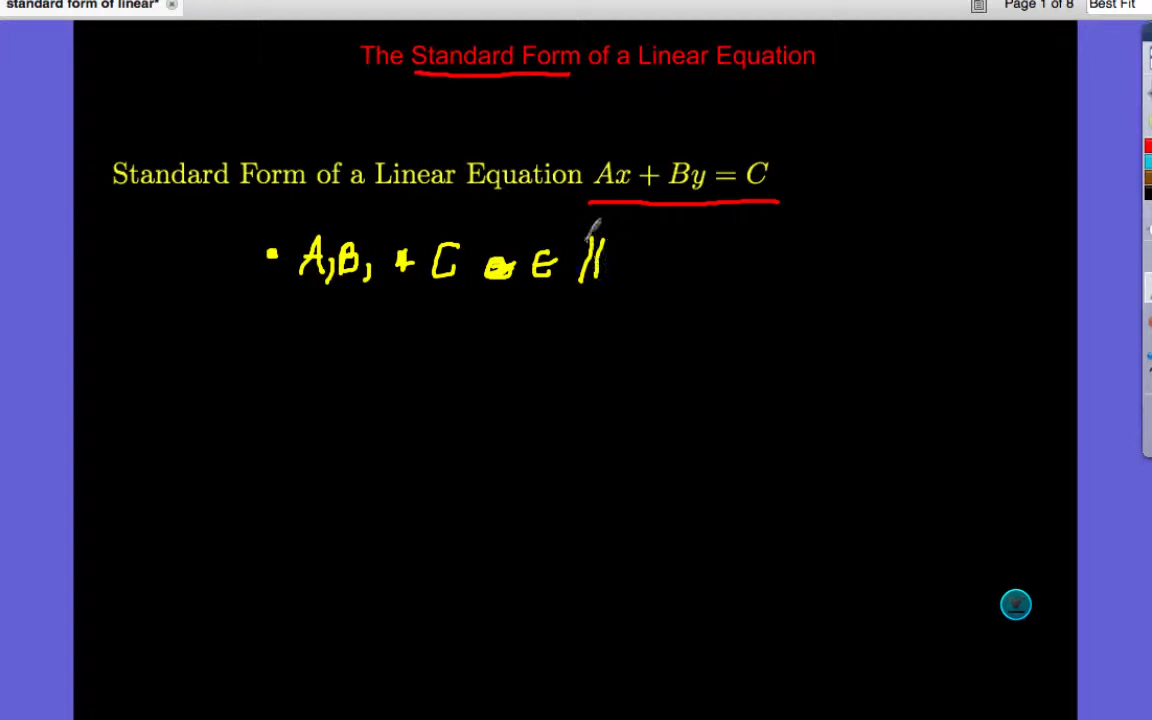 standard form of linear*
Page 1 of 8
Best Fit
The Standard Form of a Linear Equation
Standard Form of a Linear Equation Ax + By = C
A, B, + C ∈